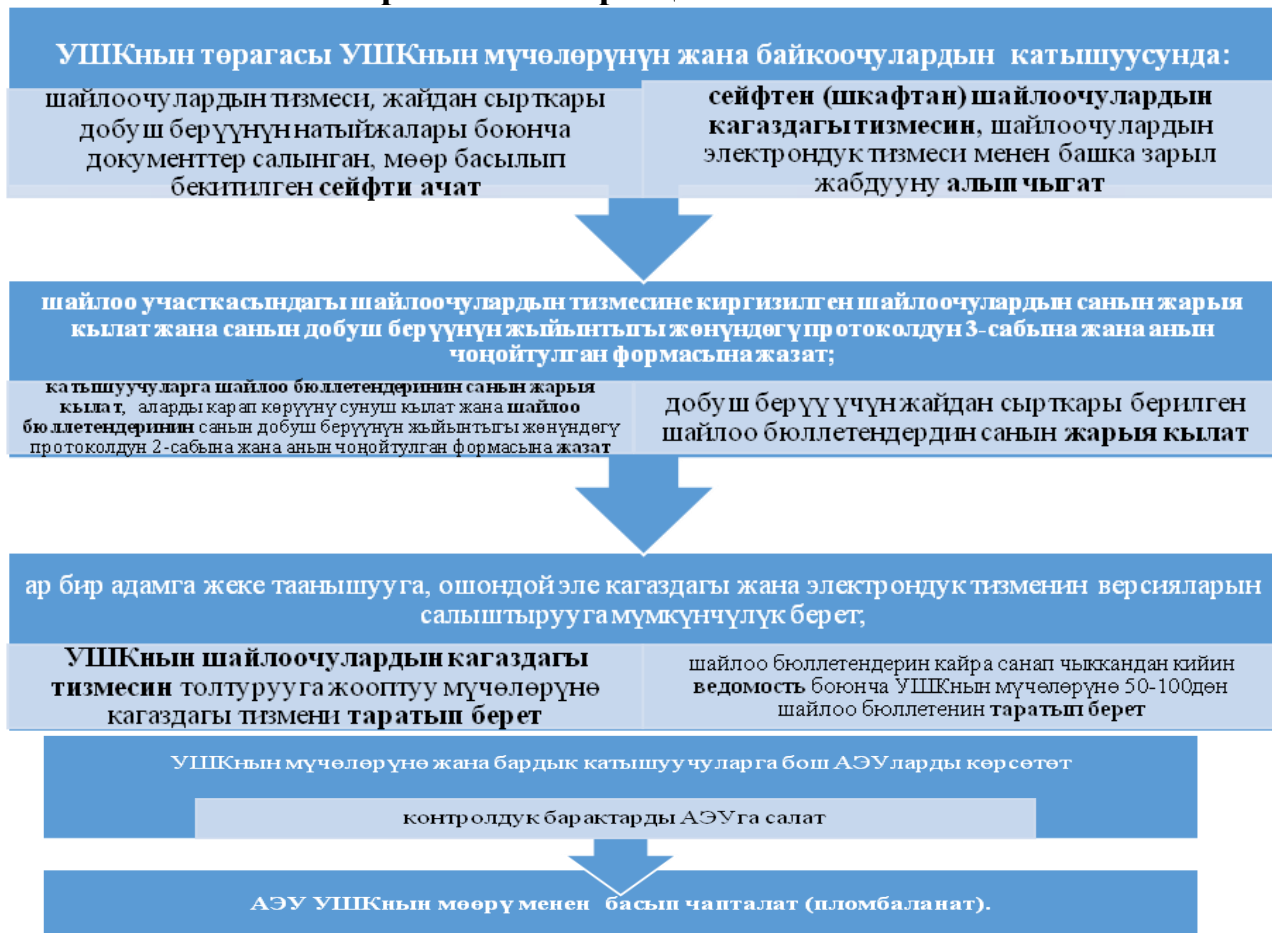 УШКнын төрагасы УШКнын мүчөлөрүнүн жана байкоочулардын катышуусунда:
шайлоочулардын тизмеси, жайдан сырткары
добуш берүүнүн натыйжалары боюнча
документтер салынган, мөөр басылып
бекитилген сейфти ачат
сейфтен (шкафтан) шайлоочулардын
кагаздагы тизмесин, шайлоочулардын
электрондук тизмеси менен башка зарыл
жабдууну алып чыгат
шайлоо участкасындагы шайлоочулардын тизмесине киргизилген шайлоочулардын санын жарыя
кылат жана санын добуш берүүнүн жыйынтыгы жөнүндөгү протоколдун 3-сабына жана анын
чоңойтулган формасына жазат;
катышуучуларга шайлоо бюллетендеринин санын жарыя
кылат, аларды карап көрүүнү сунуш кылат жана шайлоо
бюллетендеринин санын добуш берүүнүн жыйынтыгы жөнүндөгү
протоколдун 2-сабына жана анын чоңойтулган формасына жазат
добуш берүү үчүн жайдан сырткары берилген
шайлоо бюллетендердин санын жарыя кылат
ар бир адамга жеке таанышууга, ошондой эле кагаздагы жана электрондук тизменин версияларын
салыштырууга мүмкүнчүлүк берет;
УШКнын шайлоочулардын кагаздагы
тизмесин толтурууга жооптуу мүчөлөрүнө
кагаздагы тизмени таратып берет
шайлоо бюллетендерин кайра санап чыккандан кийин
ведомость боюнча УШКнын мүчөлөрүнө 50-100дөн
шайлоо бюллетенин таратып берет
УШКнын мүчөлөрүнө жана бардык катышуучуларга бош АЭУларды көрсөтөт
контролдук барактарды АЭУга салат
АЭУ УШКнын мөөрү менен басып чапталат (пломбаланат).